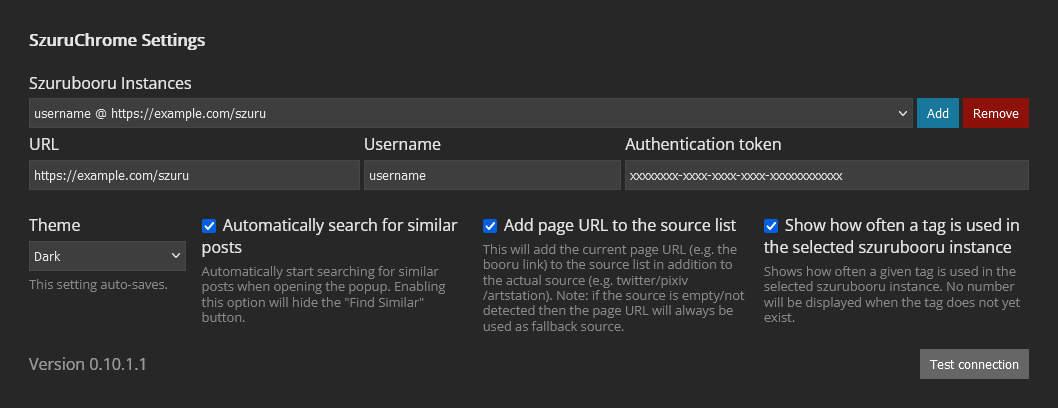 SzuruChrome Settings
Szurubooru Instances
username @ https://example.com/szuru
Add
Remove
URL
Username
Authentication token
https://example.com/szuru
username
xxxxxxxx-xxxx-xxxx-xxxx-xxxxxxxxxxxx
Theme
Dark
This setting auto-saves.
Automatically search for similar
posts
Automatically start searching for similar
posts when opening the popup. Enabling
this option will hide the "Find Similar"
button.
Add page URL to the source list
This will add the current page URL (e.g. the
booru link) to the source list in addition to
the actual source (e.g. twitter/pixiv
/artstation). Note: if the source is empty/not
detected then the page URL will always be
used as fallback source.
Show how often a tag is used in
the selected szurubooru instance
Shows how often a given tag is used in the
selected szurubooru instance. No number
will be displayed when the tag does not yet
exist.
Version 0.10.1.1
Test connection